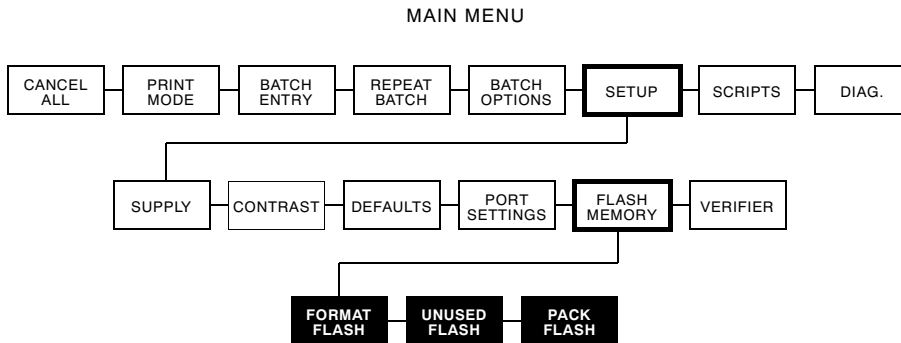 MAIN MENU
CANCEL ALL
PRINT MODE
BATCH ENTRY
REPEAT BATCH
BATCH OPTIONS
SETUP
SCRIPTS
DIAG.
SUPPLY
CONTRAST
DEFAULTS
PORT SETTINGS
FLASH MEMORY
VERIFIER
FORMAT FLASH
UNUSED FLASH
PACK FLASH